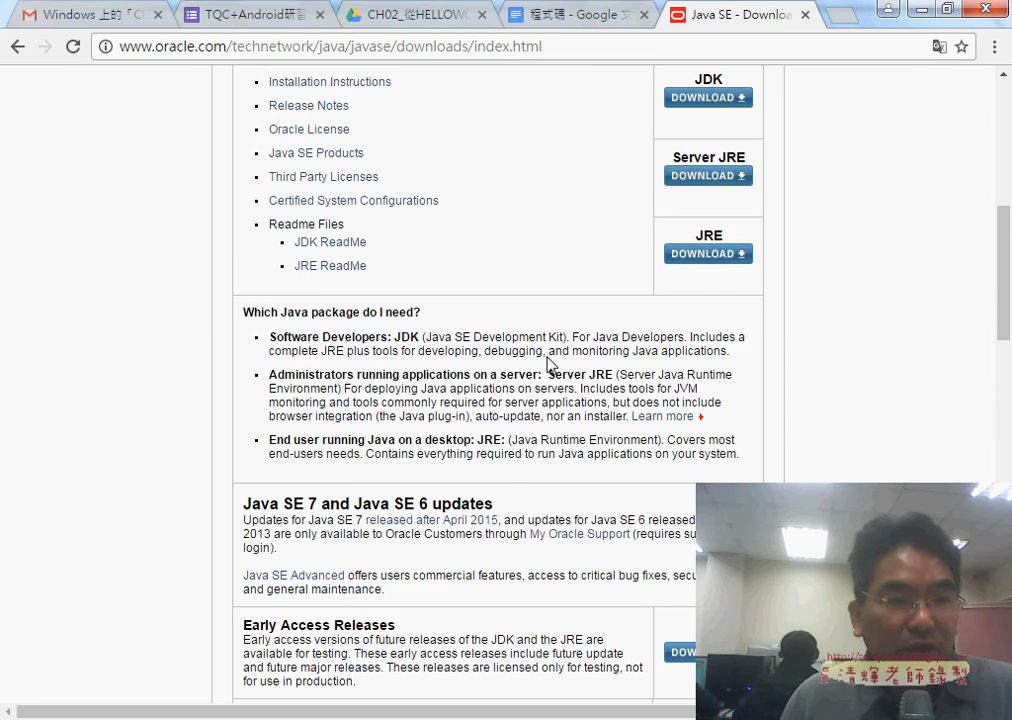 Windows 上的「CF
TQC+Android研習
CH02_從HELLOWO
程式碼 - Google 文
Java SE - Downloa
www.oracle.com/technetwork/java/javase/downloads/index.html
Installation Instructions
Release Notes
Oracle License
Java SE Products
Third Party Licenses
Certified System Configurations
Readme Files
JDK ReadMe
JRE ReadMe
JDK
DOWNLOAD
Server JRE
DOWNLOAD
JRE
DOWNLOAD
Which Java package do I need?
Software Developers: JDK (Java SE Development Kit). For Java Developers. Includes a
complete JRE plus tools for developing, debugging, and monitoring Java applications.
Administrators running applications on a server: Server JRE (Server Java Runtime
Environment) For deploying Java applications on servers. Includes tools for JVM
monitoring and tools commonly required for server applications, but does not include
browser integration (the Java plug-in), auto-update, nor an installer. Learn more
End user running Java on a desktop: JRE: (Java Runtime Environment). Covers most
end-users needs. Contains everything required to run Java applications on your system.
Java SE 7 and Java SE 6 updates
Updates for Java SE 7 released after April 2015, and updates for Java SE 6 released
2013 are only available to Oracle Customers through My Oracle Support (requires su
login).
Java SE Advanced offers users commercial features, access to critical bug fixes, secu
and general maintenance.
Early Access Releases
Early access versions of future releases of the JDK and the JRE are
available for testing. These early access releases include future update
and future major releases. These releases are licensed only for testing, not
for use in production.
DOW
清輝老師錄製